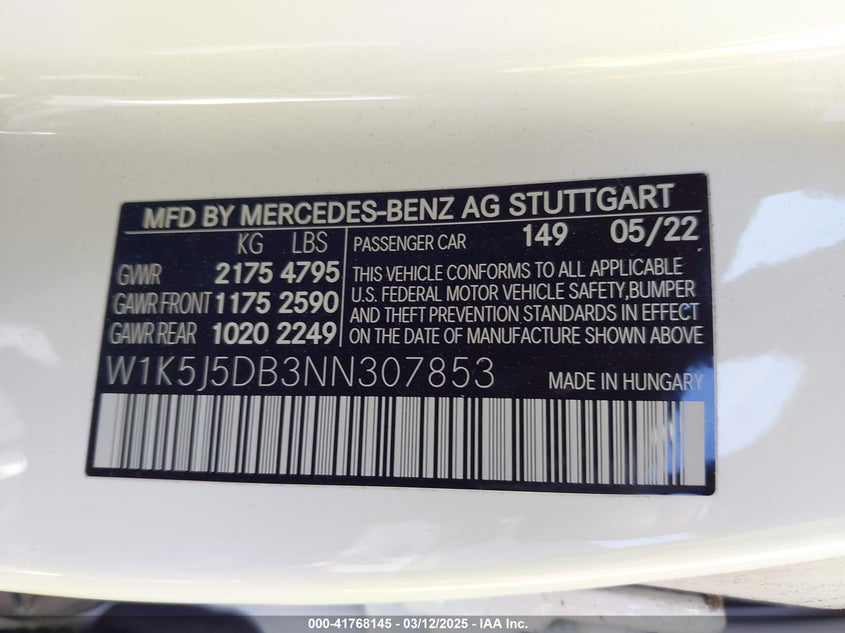 MFD BY MERCEDES-BENZ AG STUTTGART
KG LBS
GVWR 2175 4795
GAWR FRONT 1175 2590
GAWR REAR 1020 2249
PASSENGER CAR 149 05/22
THIS VEHICLE CONFORMS TO ALL APPLICABLE
U.S. FEDERAL MOTOR VEHICLE SAFETY,BUMPER
AND THEFT PREVENTION STANDARDS IN EFFECT
ON THE DATE OF MANUFACTURE SHOWN ABOVE
W1K5J5DB3NN307853 MADE IN HUNGARY
000-41768145 - 03/12/2025 - IAA Inc.